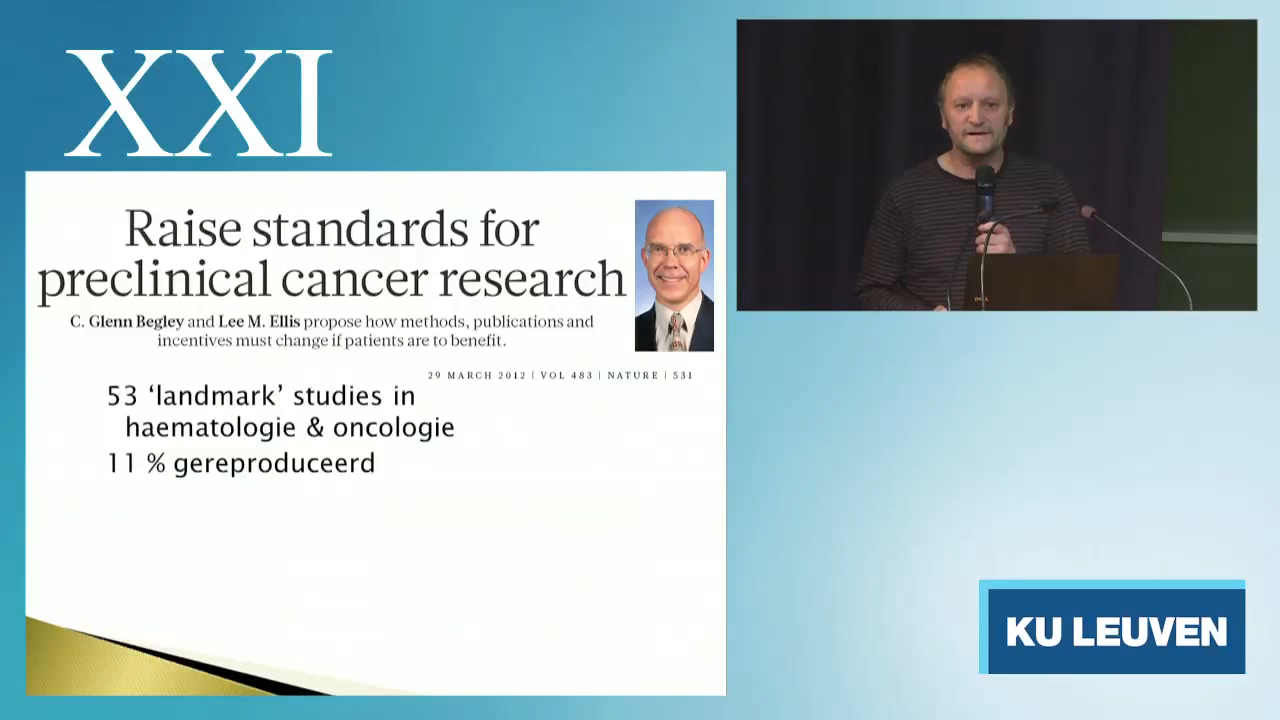 XXI
Raise standards for
preclinical cancer research
C. Glenn Begley and Lee M. Ellis propose how methods, publications and
incentives must change if patients are to benefit.
29 MARCH 2012 | VOL 483 | NATURE | 531
53 ‘landmark’ studies in
haematologie & oncologie
11 % gereproduceerd
KU LEUVEN